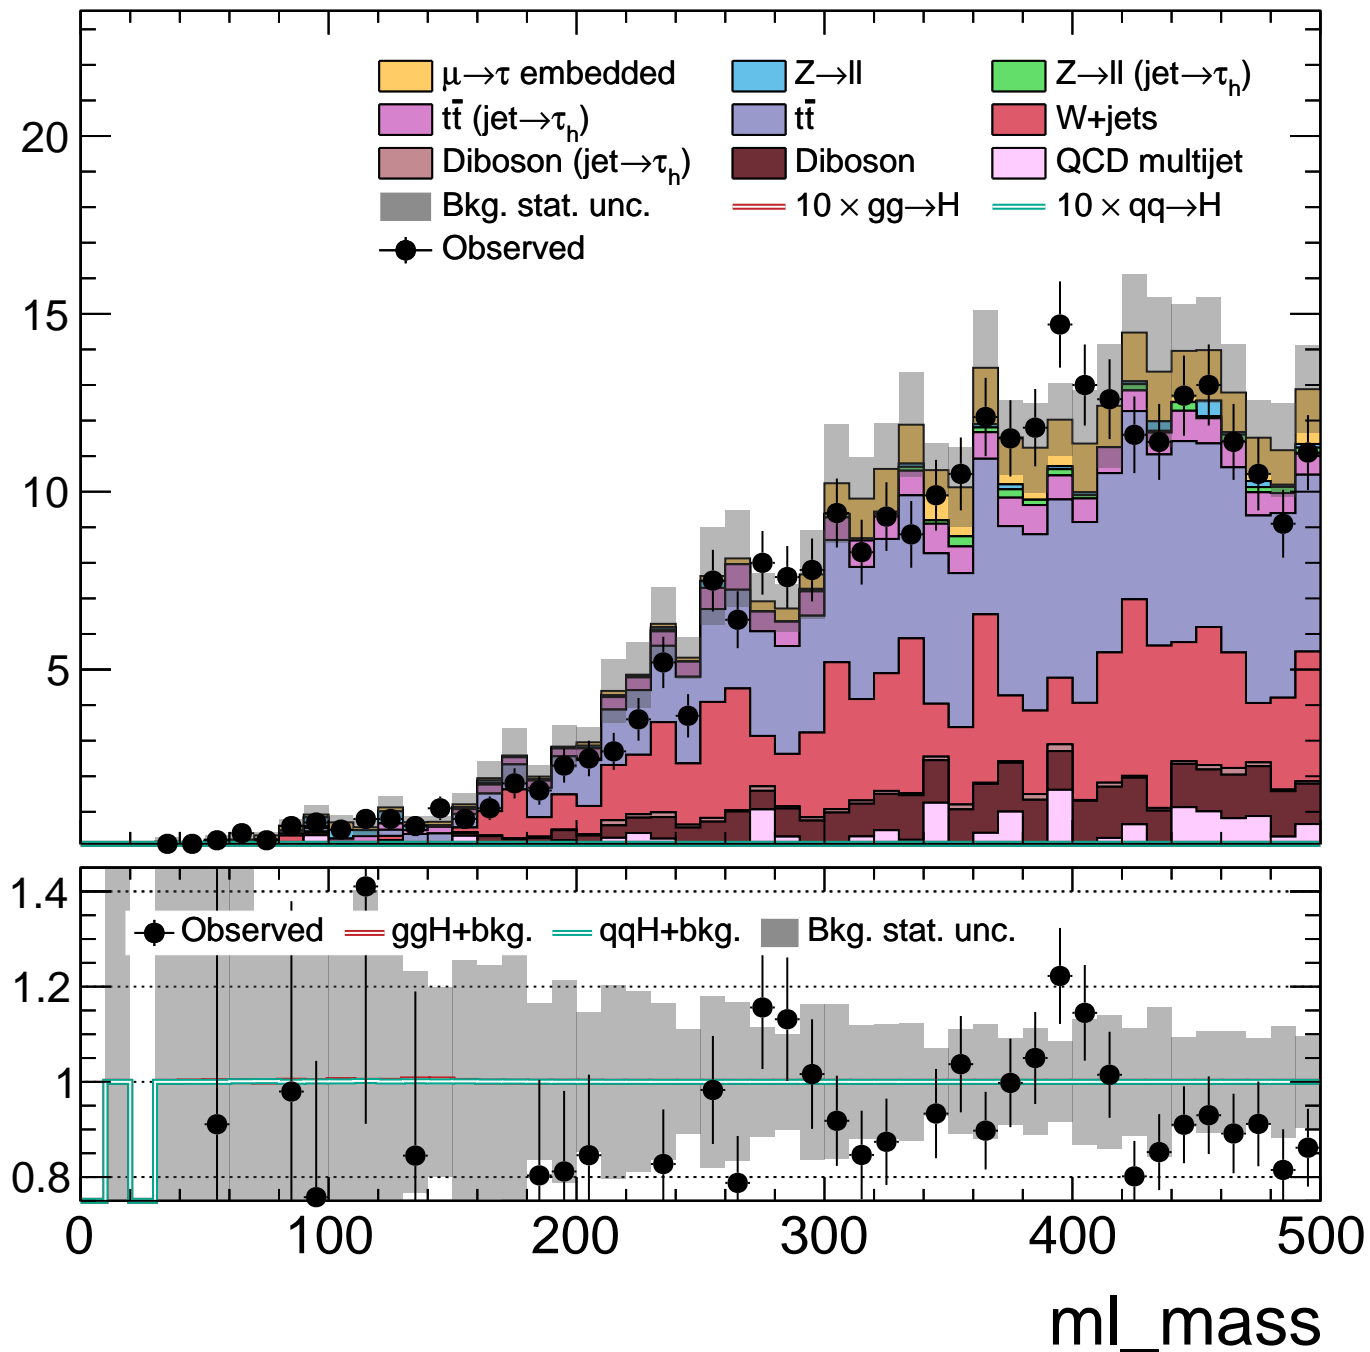 μ→τ embedded Z→ll Z→ll (jet→τh)
tt̄ (jet→τh) tt̄ W+jets
Diboson (jet→τh) Diboson QCD multijet
Bkg. stat. unc. 10 × gg→H 10 × qq→H
Observed
20
15
10
5
1.4
Observed ggH+bkg. qqH+bkg. Bkg. stat. unc.
1.2
1
0.8
0 100 200 300 400 500
ml_mass